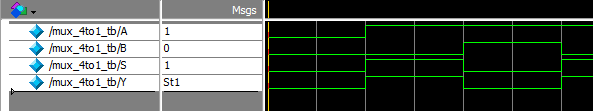 Msgs
/mux_4to1_tb/A 1
/mux_4to1_tb/B 0
/mux_4to1_tb/S 1
/mux_4to1_tb/Y St1